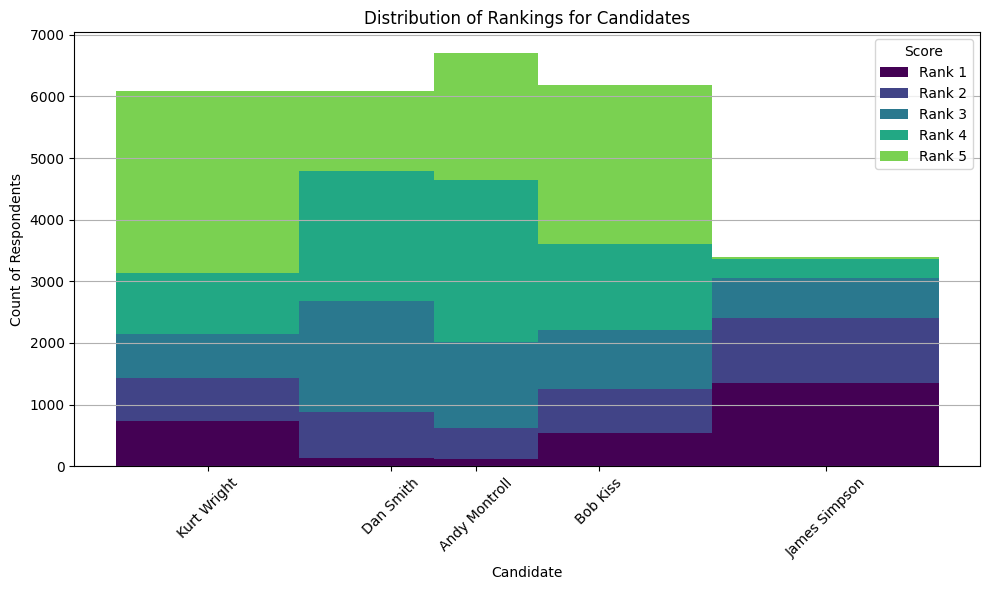 Distribution of Rankings for Candidates
Count of Respondents
7000
6000
5000
4000
3000
2000
1000
0
Score
Rank 1
Rank 2
Rank 3
Rank 4
Rank 5
Kurt Wright
Dan Smith
Andy Montroll
Bob Kiss
James Simpson
Candidate